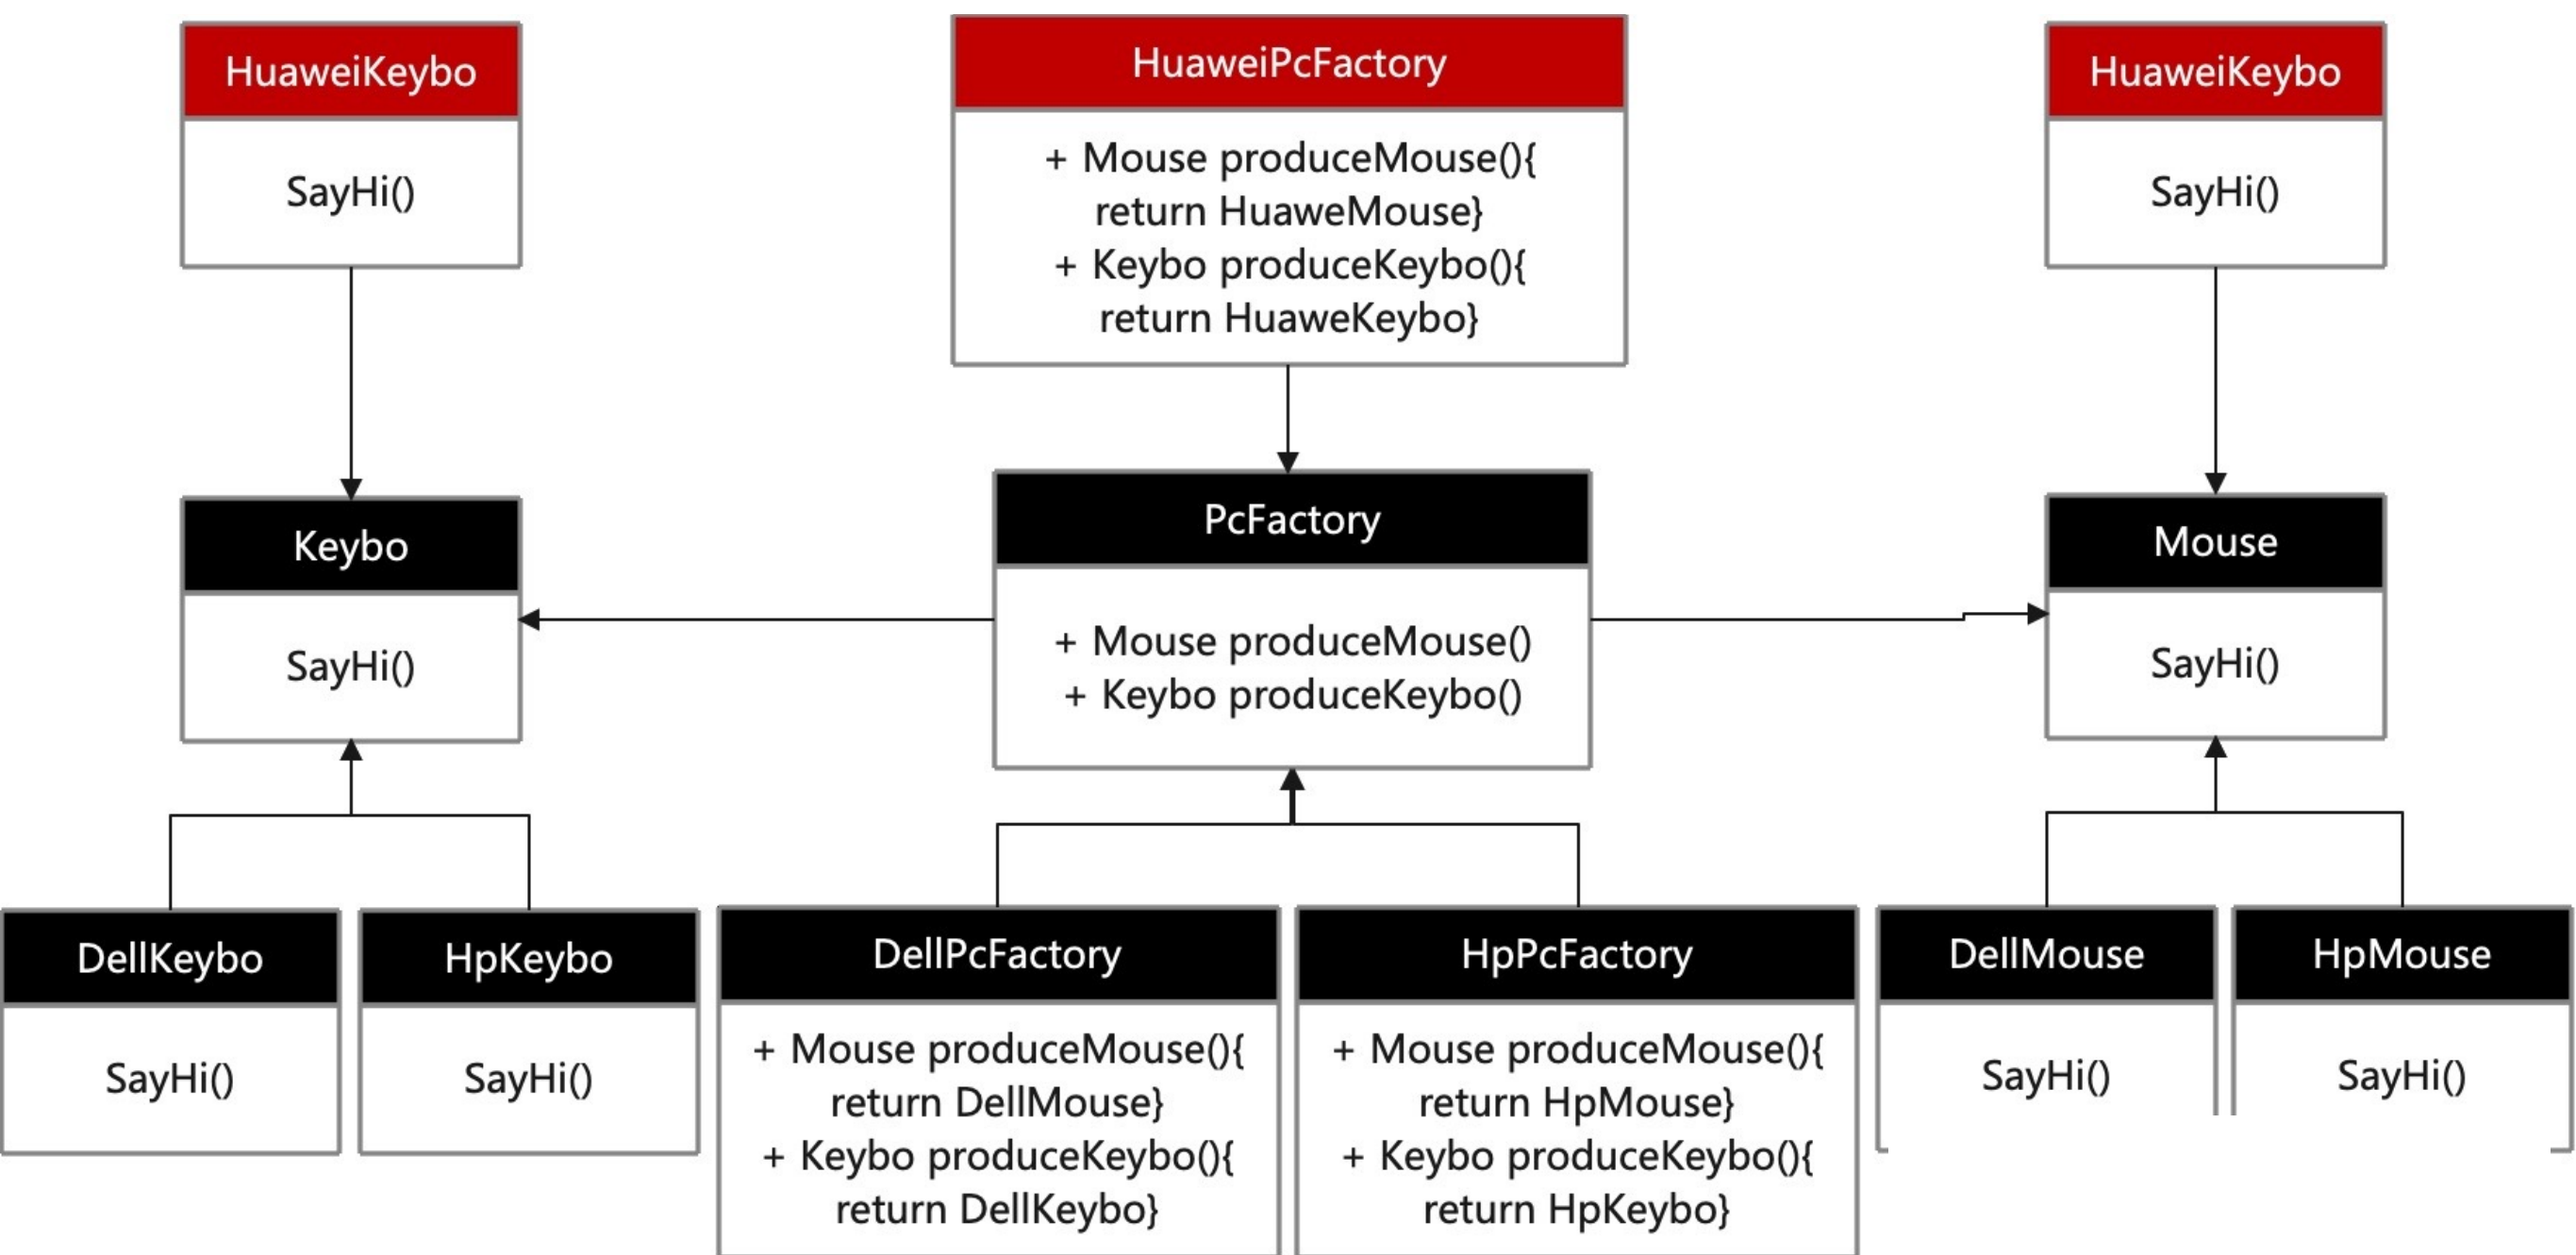 HuaweiKeybo
SayHi()
HuaweiPcFactory
+ Mouse produceMouse(){
return HuaweMouse}
+ Keybo produceKeybo(){
return HuaweKeybo}
HuaweiKeybo
SayHi()
Keybo
SayHi()
PcFactory
+ Mouse produceMouse()
+ Keybo produceKeybo()
Mouse
SayHi()
DellKeybo
SayHi()
HpKeybo
SayHi()
DellPcFactory
+ Mouse produceMouse(){
return DellMouse}
+ Keybo produceKeybo(){
return DellKeybo}
HpPcFactory
+ Mouse produceMouse(){
return HpMouse}
+ Keybo produceKeybo(){
return HpKeybo}
DellMouse
SayHi()
HpMouse
SayHi()